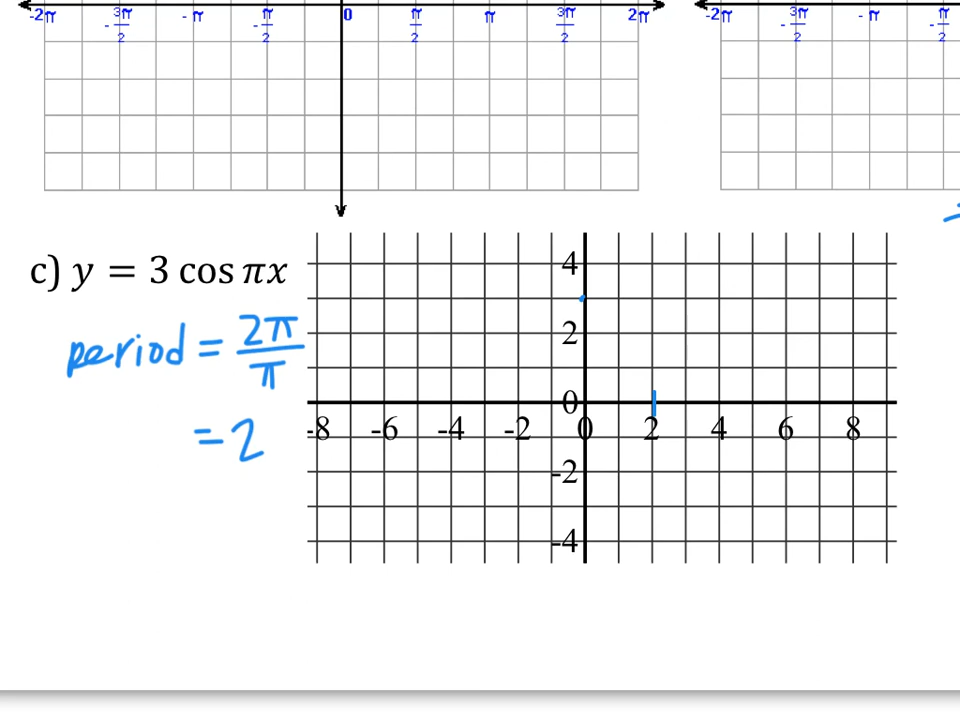 -2π -3π/2 -π -π/2 0 π/2 π 3π/2 2π -2π -3π/2 -π -π/2
c) y = 3 cos πx
4
2
0
-8 -6 -4 -2 0 2 4 6 8
-2
-4
period = 2π/π
= 2